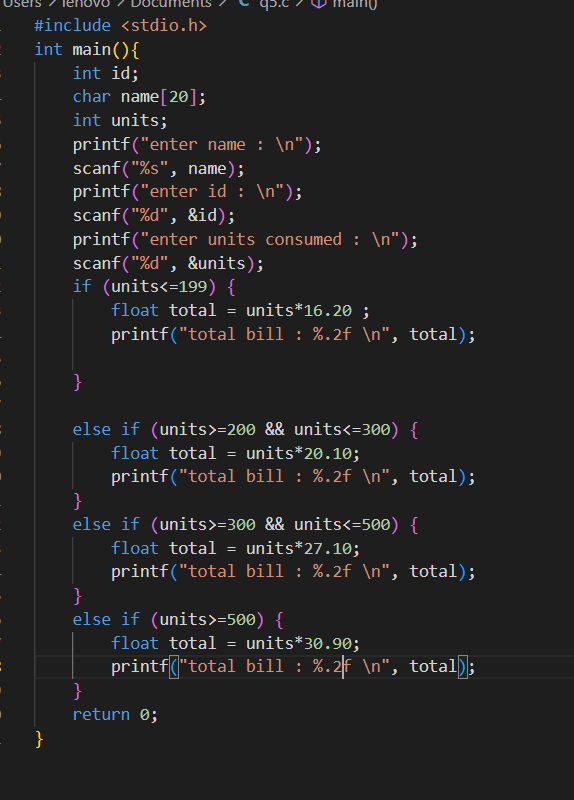 Users > lenovo > Documents > C q5.c > main()
#include <stdio.h>
int main(){
    int id;
    char name[20];
    int units;
    printf("enter name : \n");
    scanf("%s", name);
    printf("enter id : \n");
    scanf("%d", &id);
    printf("enter units consumed : \n");
    scanf("%d", &units);
    if (units<=199) {
        float total = units*16.20 ;
        printf("total bill : %.2f \n", total);
    }
    else if (units>=200 && units<=300) {
        float total = units*20.10;
        printf("total bill : %.2f \n", total);
    }
    else if (units>=300 && units<=500) {
        float total = units*27.10;
        printf("total bill : %.2f \n", total);
    }
    else if (units>=500) {
        float total = units*30.90;
        printf("total bill : %.2f \n", total);
    }
    return 0;
}